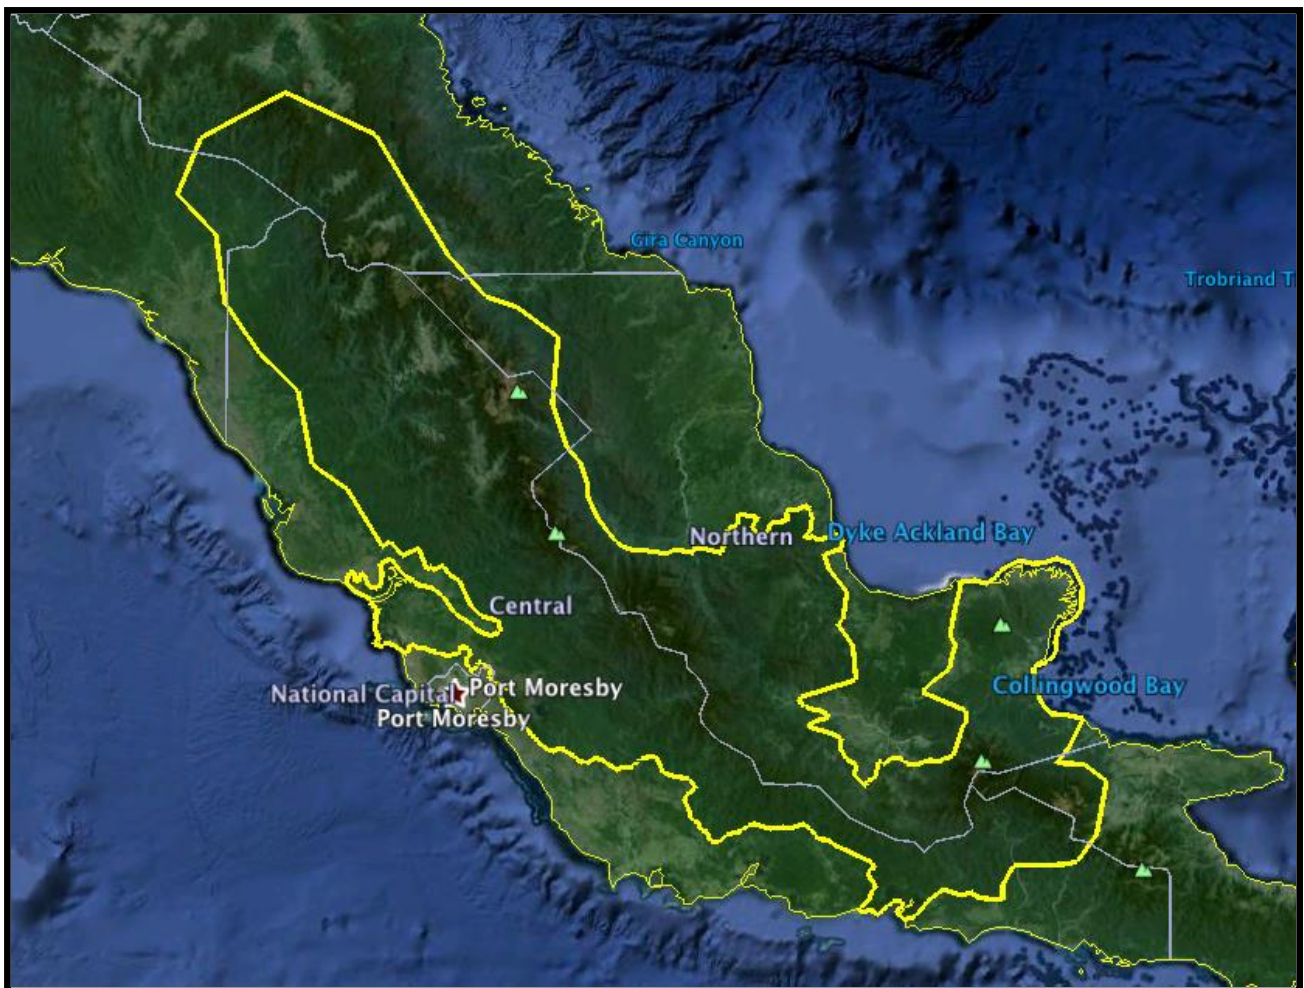 Gira Canyon
Trobriand T
Northern
Dyke Ackland Bay
Central
Collingwood Bay
National Capital
Port Moresby
Port Moresby